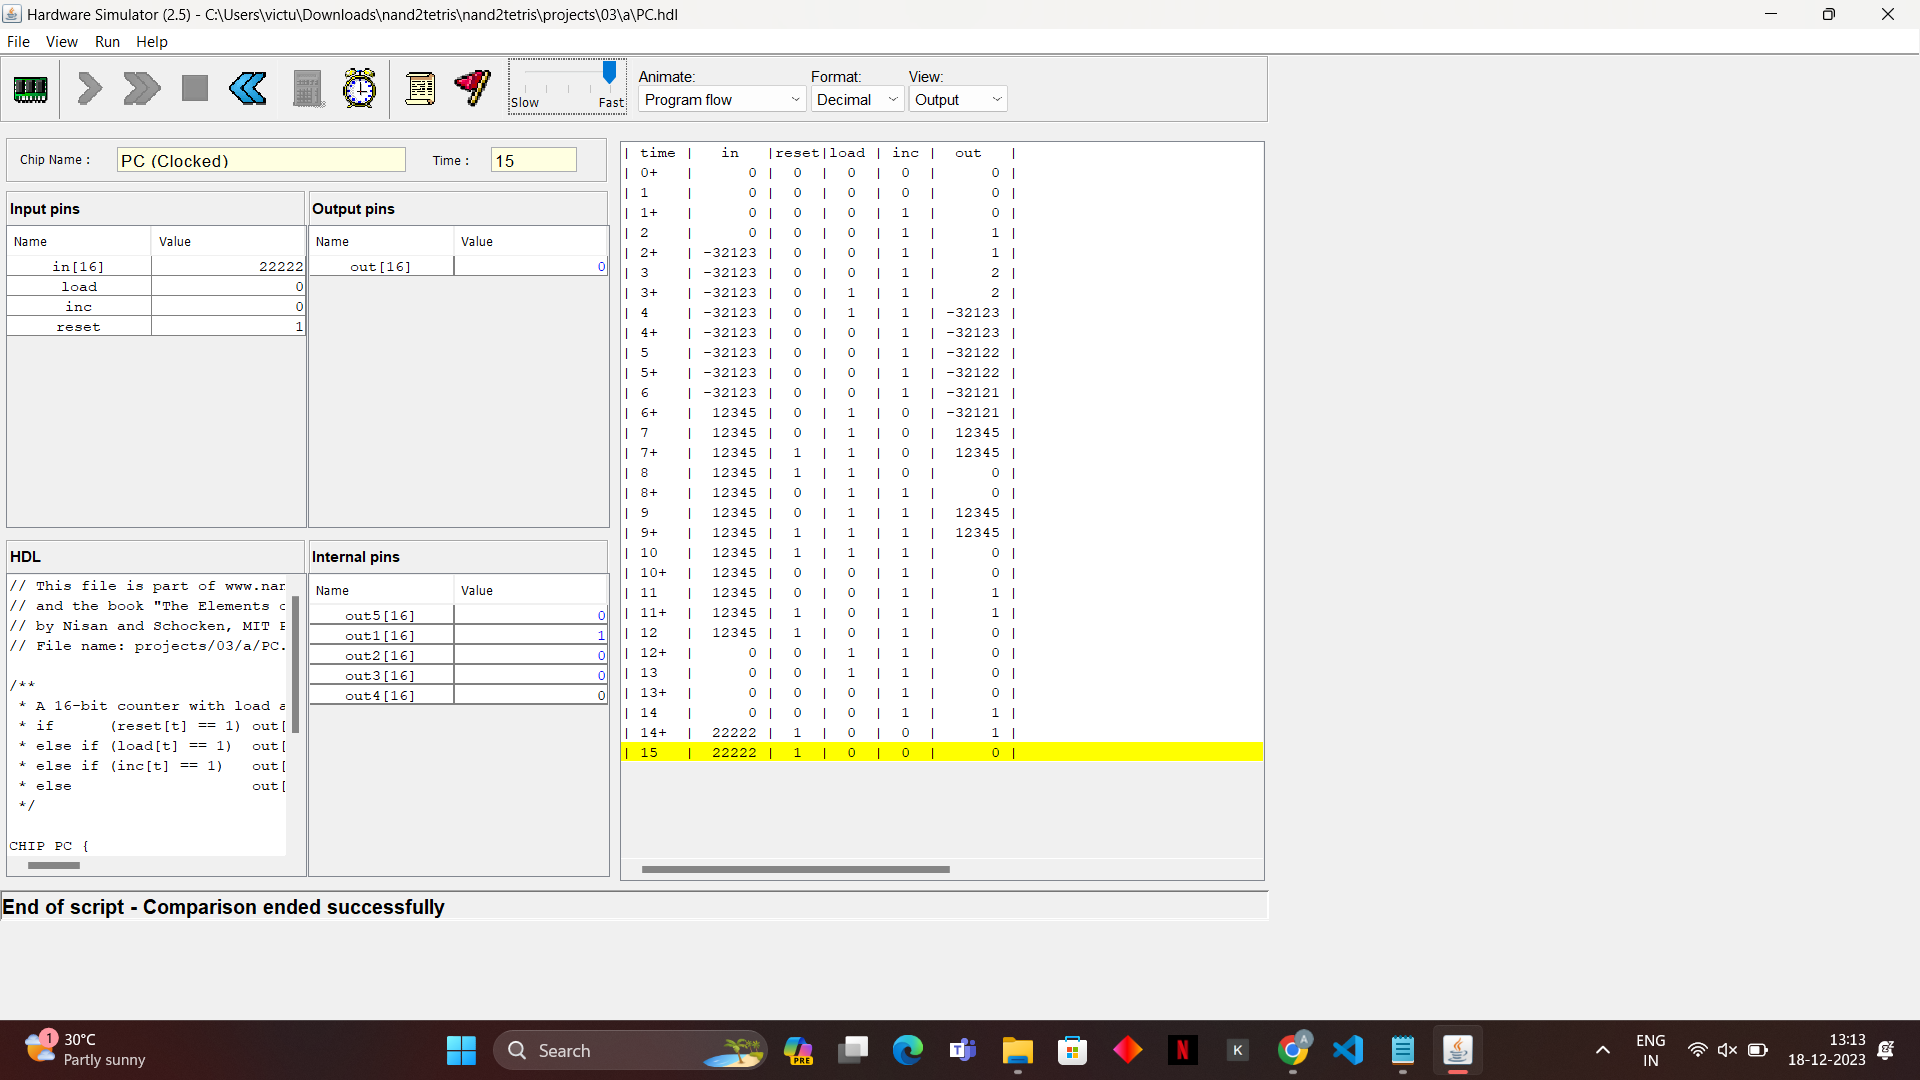 Hardware Simulator (2.5) - C:\Users\victu\Downloads\nand2tetris\nand2tetris\projects\03\a\PC.hdl
File View Run Help
Slow Fast
Animate: Format: View:
Program flow Decimal Output
Chip Name : PC (Clocked) Time : 15
Input pins
Name Value
in[16] 22222
load 0
inc 0
reset 1
Output pins
Name Value
out[16] 0
HDL
// This file is part of www.nan
// and the book "The Elements o
// by Nisan and Schocken, MIT P
// File name: projects/03/a/PC.
/**
* A 16-bit counter with load a
* if (reset[t] == 1) out[
* else if (load[t] == 1) out[
* else if (inc[t] == 1) out[
* else out[
*/
CHIP PC {
Internal pins
Name Value
out5[16] 0
out1[16] 1
out2[16] 0
out3[16] 0
out4[16] 0
| time | in |reset|load | inc | out |
| 0+ | 0 | 0 | 0 | 0 | 0 |
| 1 | 0 | 0 | 0 | 0 | 0 |
| 1+ | 0 | 0 | 0 | 1 | 0 |
| 2 | 0 | 0 | 0 | 1 | 1 |
| 2+ | -32123 | 0 | 0 | 1 | 1 |
| 3 | -32123 | 0 | 0 | 1 | 2 |
| 3+ | -32123 | 0 | 1 | 1 | 2 |
| 4 | -32123 | 0 | 1 | 1 | -32123 |
| 4+ | -32123 | 0 | 0 | 1 | -32123 |
| 5 | -32123 | 0 | 0 | 1 | -32122 |
| 5+ | -32123 | 0 | 0 | 1 | -32122 |
| 6 | -32123 | 0 | 0 | 1 | -32121 |
| 6+ | 12345 | 0 | 1 | 0 | -32121 |
| 7 | 12345 | 0 | 1 | 0 | 12345 |
| 7+ | 12345 | 1 | 1 | 0 | 12345 |
| 8 | 12345 | 1 | 1 | 0 | 0 |
| 8+ | 12345 | 0 | 1 | 1 | 0 |
| 9 | 12345 | 0 | 1 | 1 | 12345 |
| 9+ | 12345 | 1 | 1 | 1 | 12345 |
| 10 | 12345 | 1 | 1 | 1 | 0 |
| 10+ | 12345 | 0 | 0 | 1 | 0 |
| 11 | 12345 | 0 | 0 | 1 | 1 |
| 11+ | 12345 | 1 | 0 | 1 | 1 |
| 12 | 12345 | 1 | 0 | 1 | 0 |
| 12+ | 0 | 0 | 1 | 1 | 0 |
| 13 | 0 | 0 | 1 | 1 | 0 |
| 13+ | 0 | 0 | 0 | 1 | 0 |
| 14 | 0 | 0 | 0 | 1 | 1 |
| 14+ | 22222 | 1 | 0 | 0 | 1 |
| 15 | 22222 | 1 | 0 | 0 | 0 |
End of script - Comparison ended successfully
1 30°C
Partly sunny
Search
PRE
T
N
K
A
ENG
IN
13:13
18-12-2023